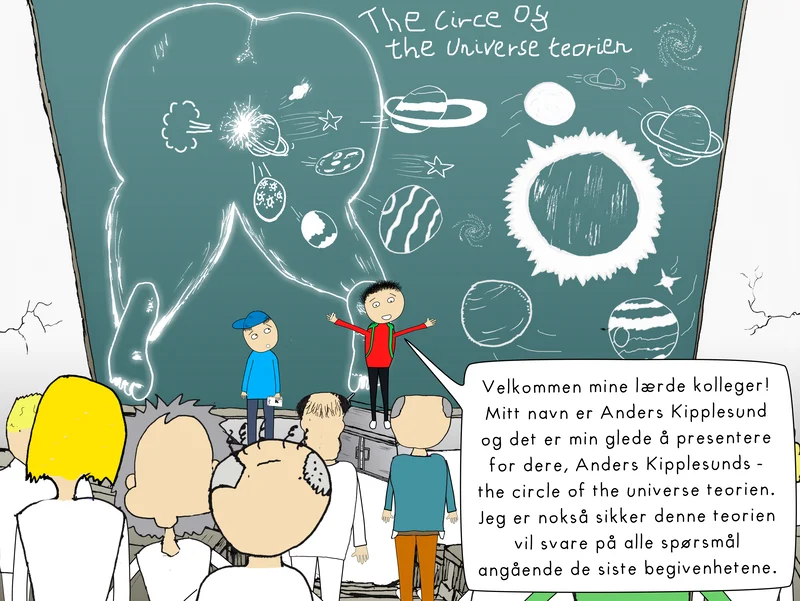 The Circe Of
the universe teorien
Velkommen mine lærde kolleger!
Mitt navn er Anders Kipplesund
og det er min glede å presentere
for dere, Anders Kipplesunds -
the circle of the universe teorien.
Jeg er nokså sikker denne teorien
vil svare på alle spørsmål
angående de siste begivenhetene.